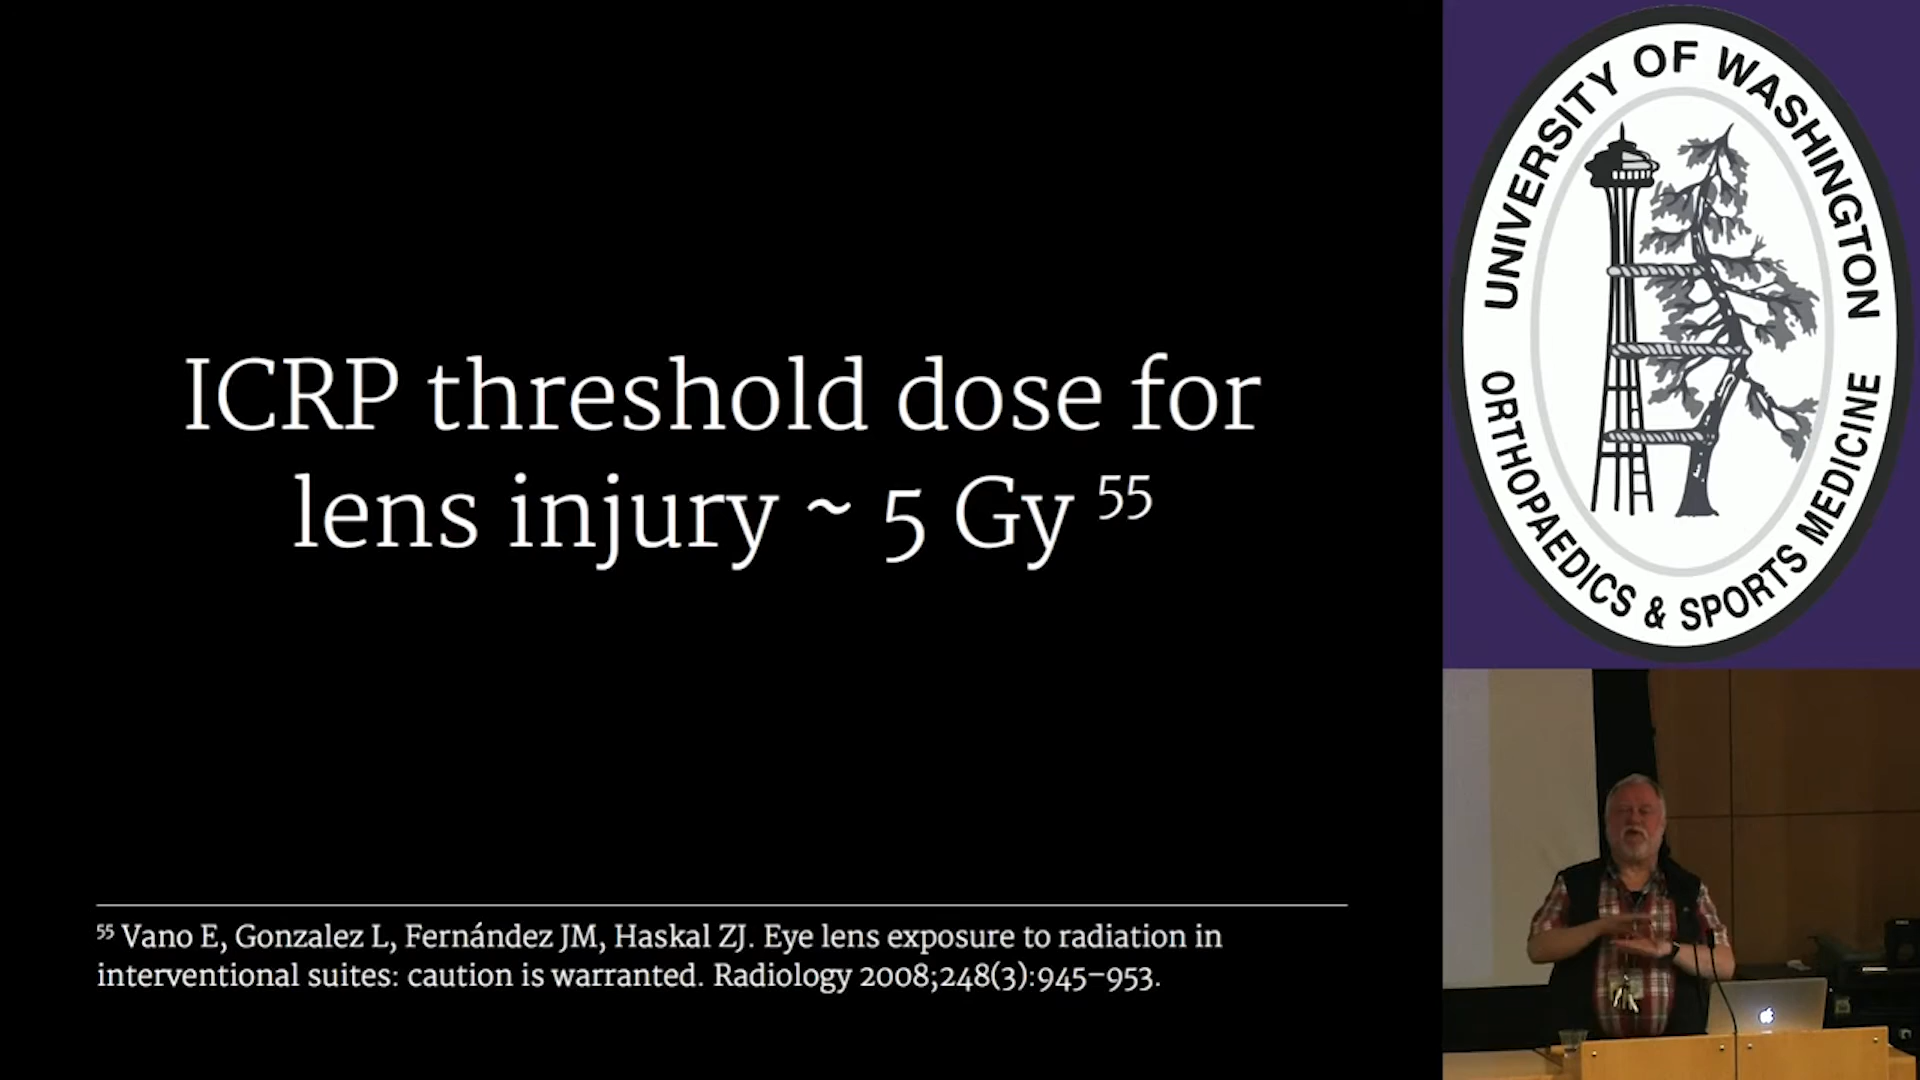 ICRP threshold dose for
lens injury ~ 5 Gy 55
55 Vano E, Gonzalez L, Fernández JM, Haskal ZJ. Eye lens exposure to radiation in
interventional suites: caution is warranted. Radiology 2008;248(3):945–953.
UNIVERSITY OF WASHINGTON
ORTHOPAEDICS & SPORTS MEDICINE